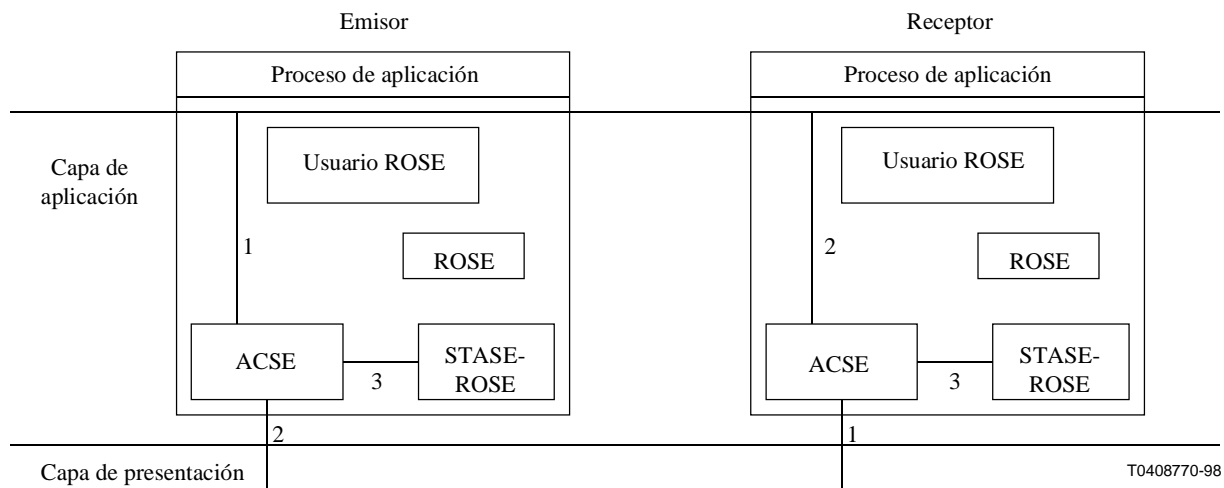 Emisor
Receptor
Proceso de aplicación
Proceso de aplicación
Capa de
aplicación
Usuario ROSE
Usuario ROSE
1
2
ROSE
ROSE
ACSE
3
STASE-
ROSE
ACSE
3
STASE-
ROSE
2
1
Capa de presentación
T0408770-98